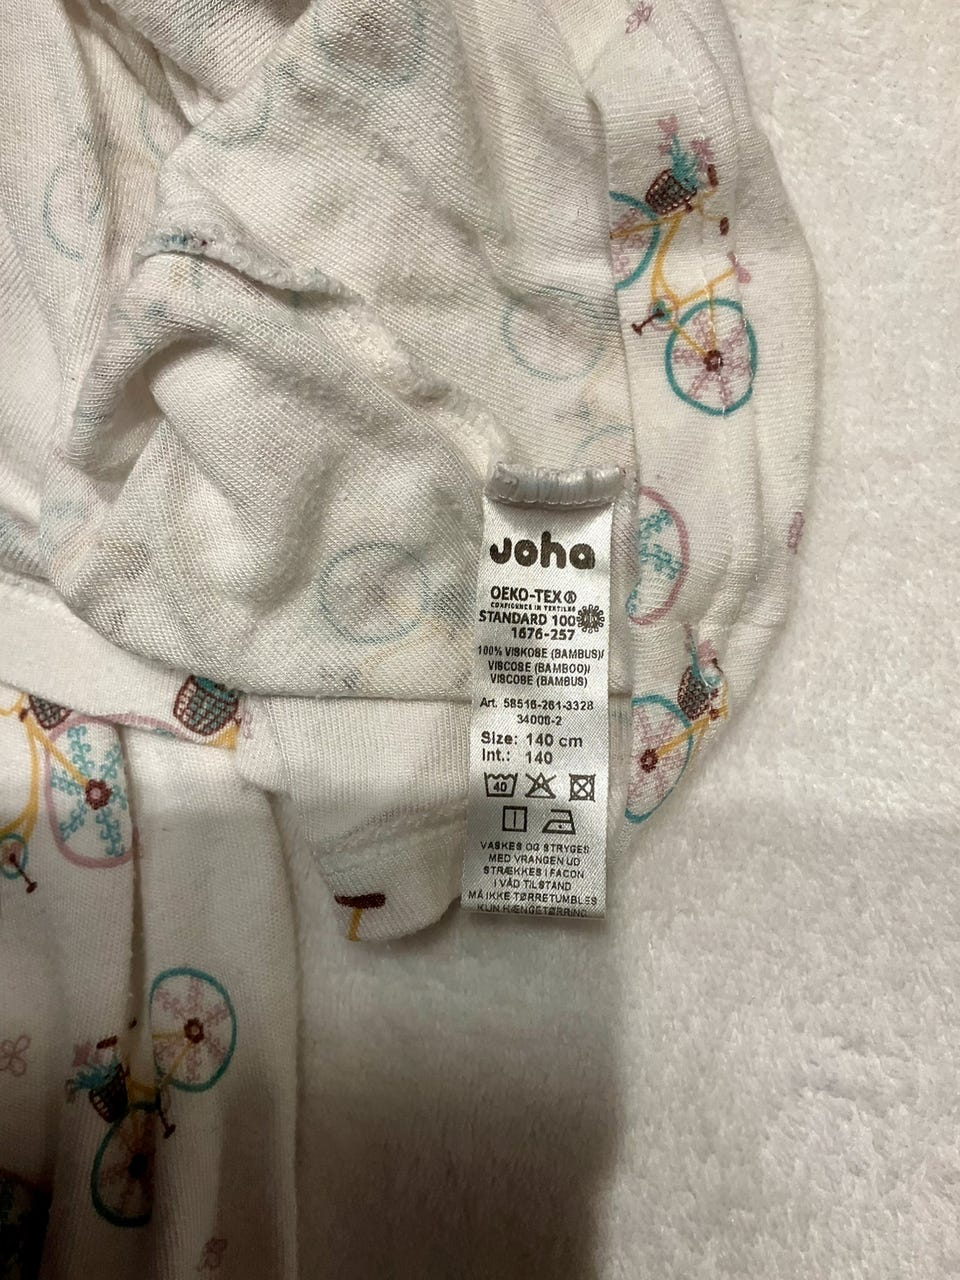 Joha
OEKO-TEX®
CONFIDENCE IN TEXTILES
STANDARD 100
1676-257
100% VISKOSE (BAMBUS)/
VISCOSE (BAMBOO)/
VISCOSE (BAMBUS)
Art. 58516-261-3328
34000-2
Size: 140 cm
Int.: 140
40
VASKES OG STRYGES
MED VRANGEN UD
STRÆKKES I FACON
I VÅD TILSTAND
MÅ IKKE TØRRETUMBLES
KUN HÆNGETØRRING